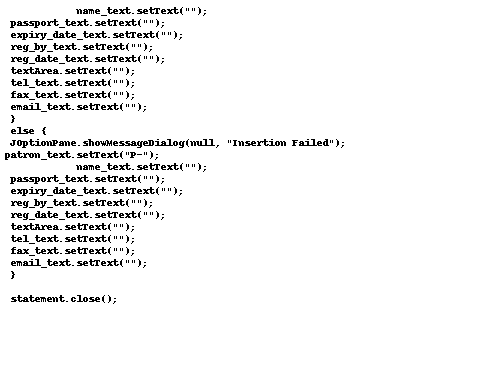 name_text.setText("");
passport_text.setText("");
expiry_date_text.setText("");
reg_by_text.setText("");
reg_date_text.setText("");
textArea.setText("");
tel_text.setText("");
fax_text.setText("");
email_text.setText("");
}
else {
JOptionPane.showMessageDialog(null, "Insertion Failed");
patron_text.setText("P-");
name_text.setText("");
passport_text.setText("");
expiry_date_text.setText("");
reg_by_text.setText("");
reg_date_text.setText("");
textArea.setText("");
tel_text.setText("");
fax_text.setText("");
email_text.setText("");
}
statement.close();